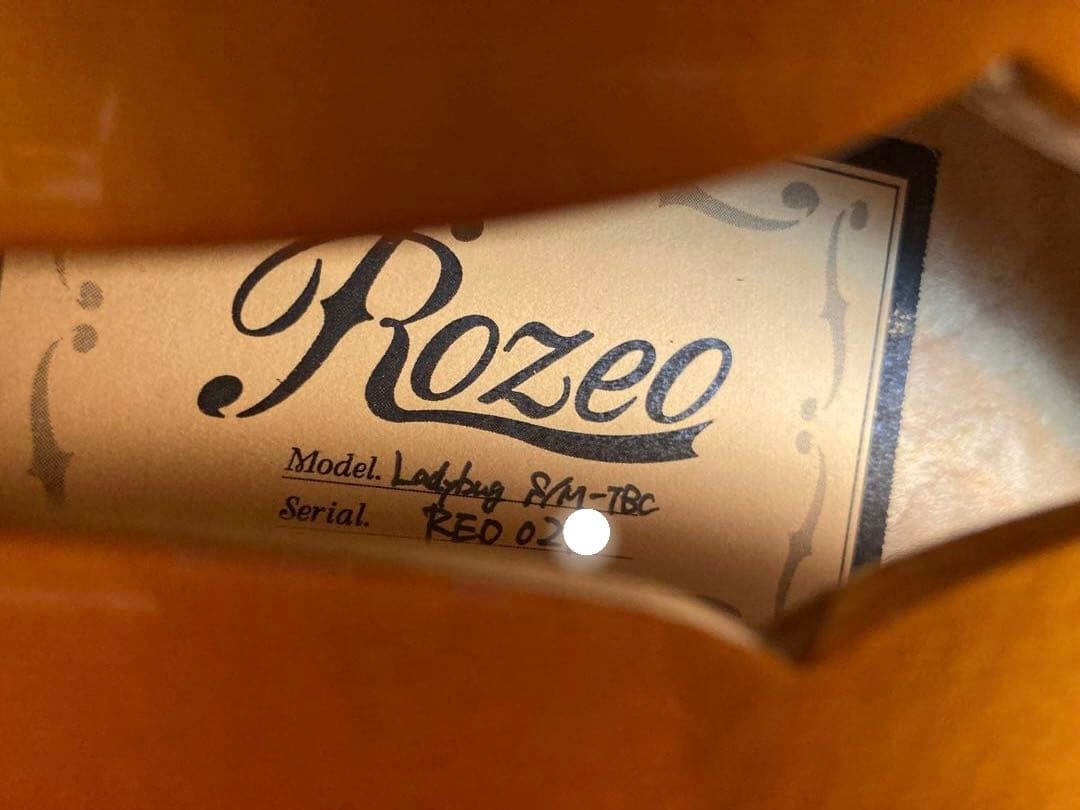 Rozeo
Model. Ladybug S/M-TBC
Serial. REO 02